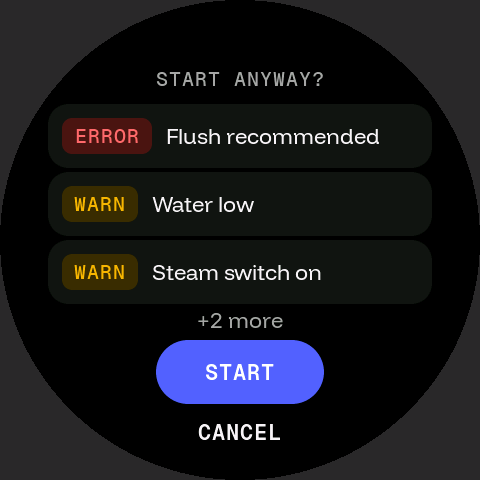 START ANYWAY?
ERROR Flush recommended
WARN Water low
WARN Steam switch on
+2 more
START
CANCEL